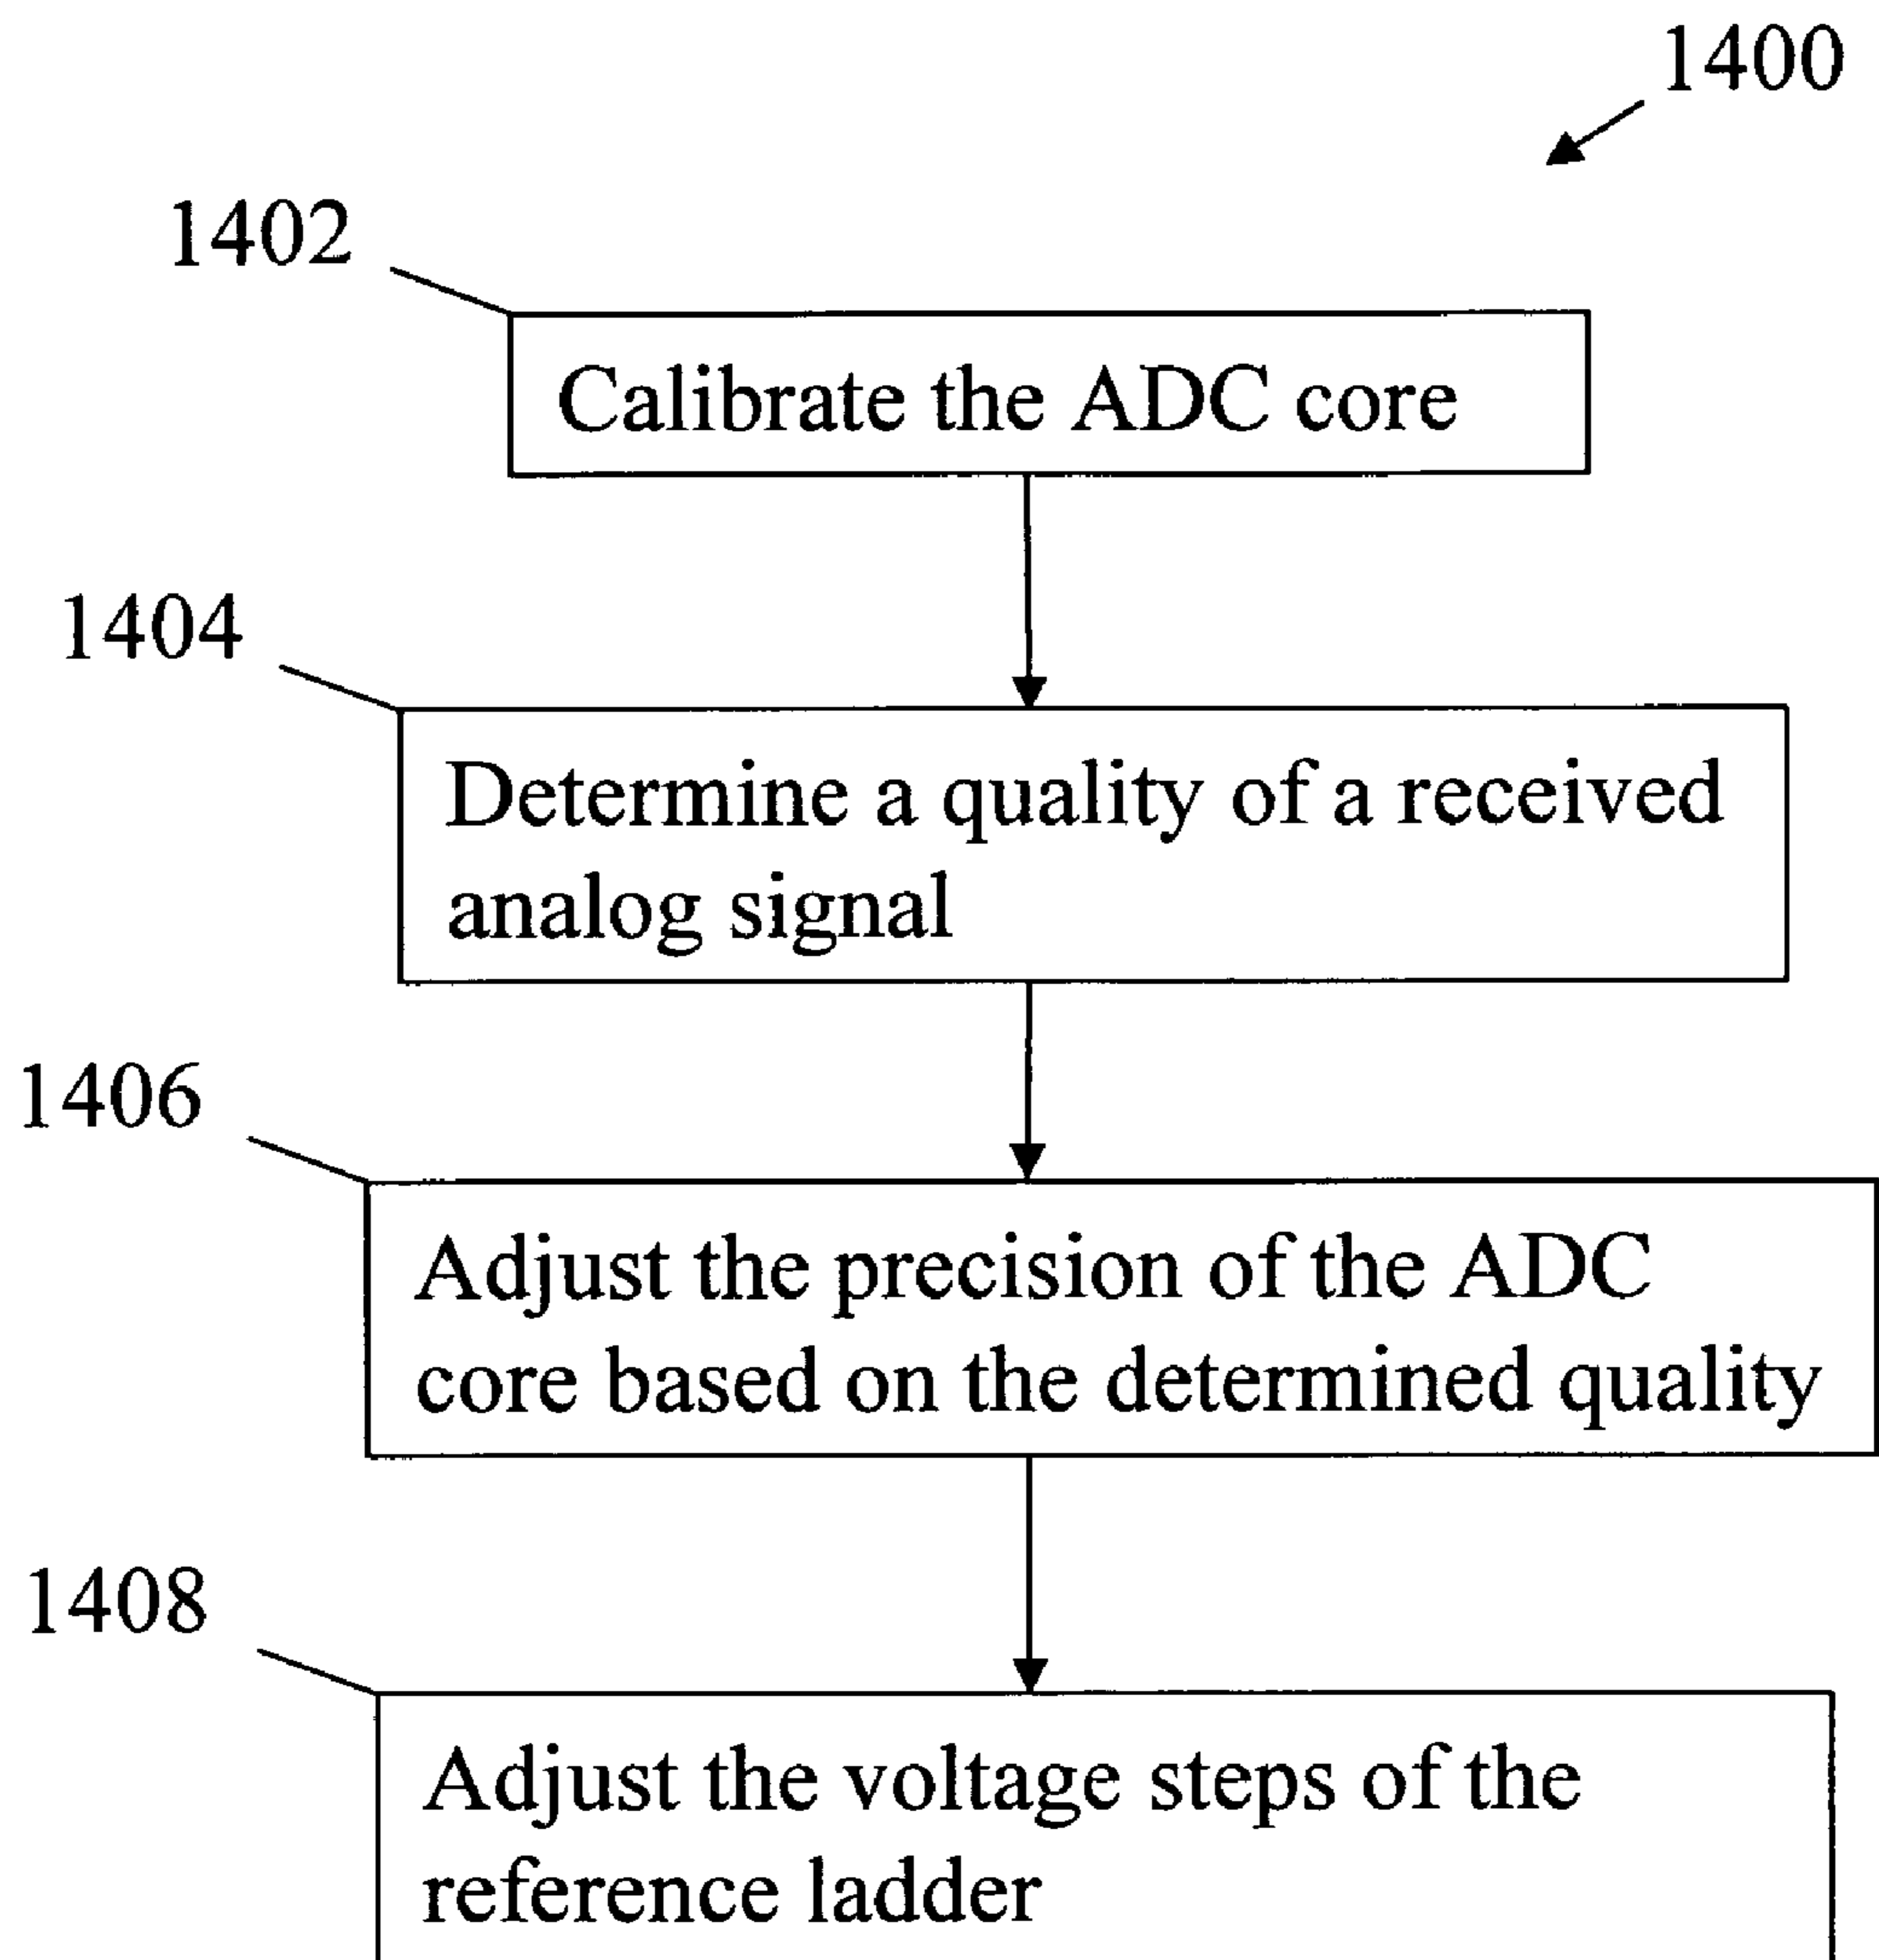 1400
1402
Calibrate the ADC core
1404
Determine a quality of a received
analog signal
1406
Adjust the precision of the ADC
core based on the determined quality
1408
Adjust the voltage steps of the
reference ladder